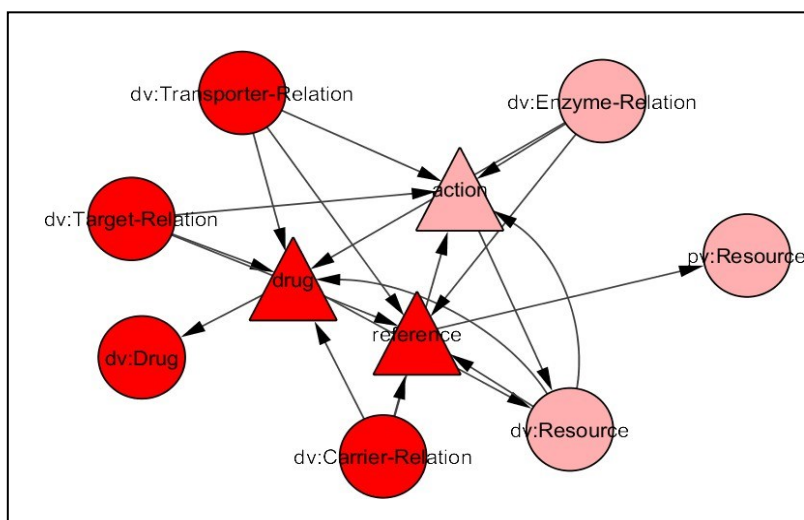 dv:Transporter-Relation
dv:Enzyme-Relation
action
dv:Target-Relation
pv:Resource
drug
reference
dv:Drug
dv:Resource
dv:Carrier-Relation